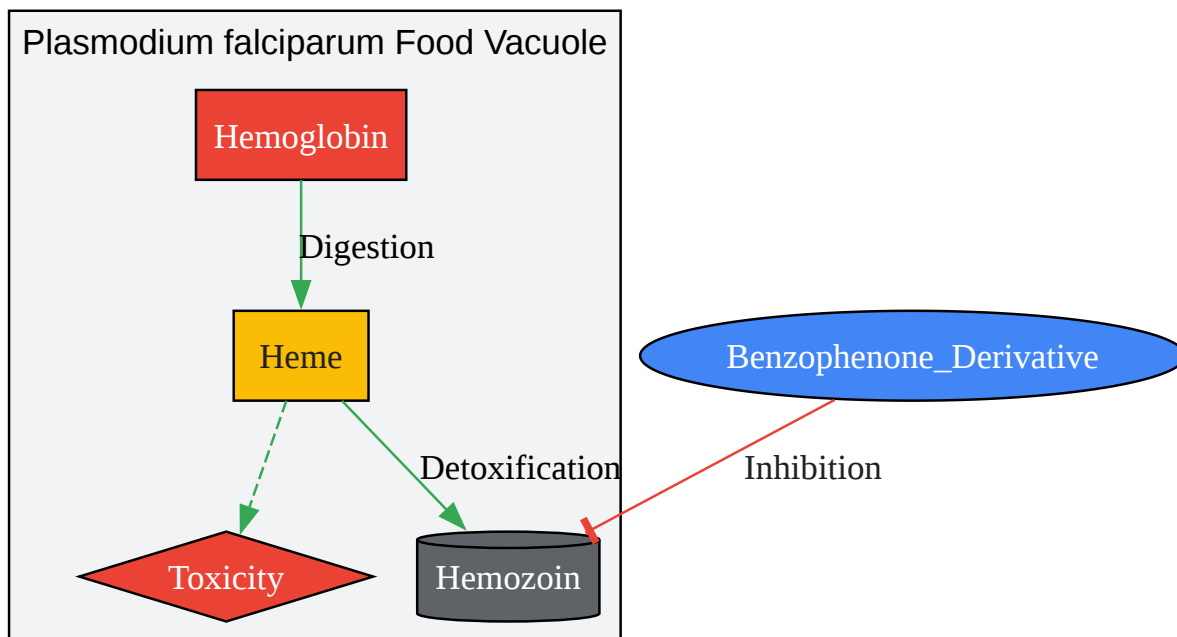 Plasmodium falciparum Food Vacuole
Hemoglobin
Digestion
Heme
Benzophenone_Derivative
Detoxification
Inhibition
Toxicity
Hemozoin